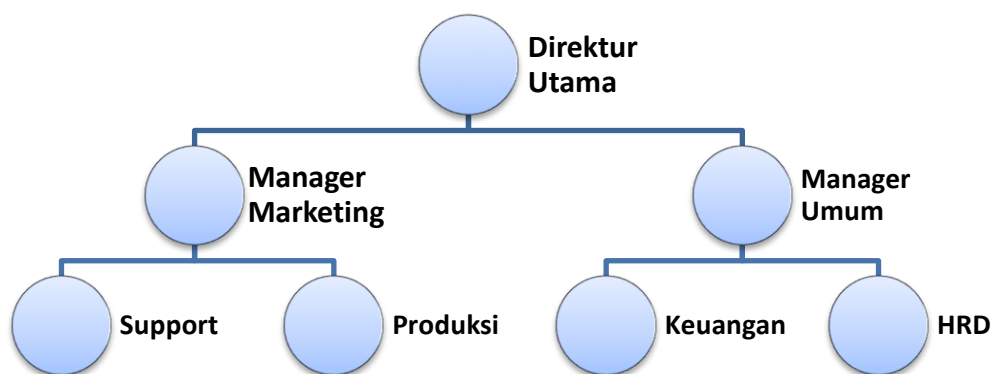 Direktur
Utama
Manager
Marketing
Manager
Umum
Support
Produksi
Keuangan
HRD